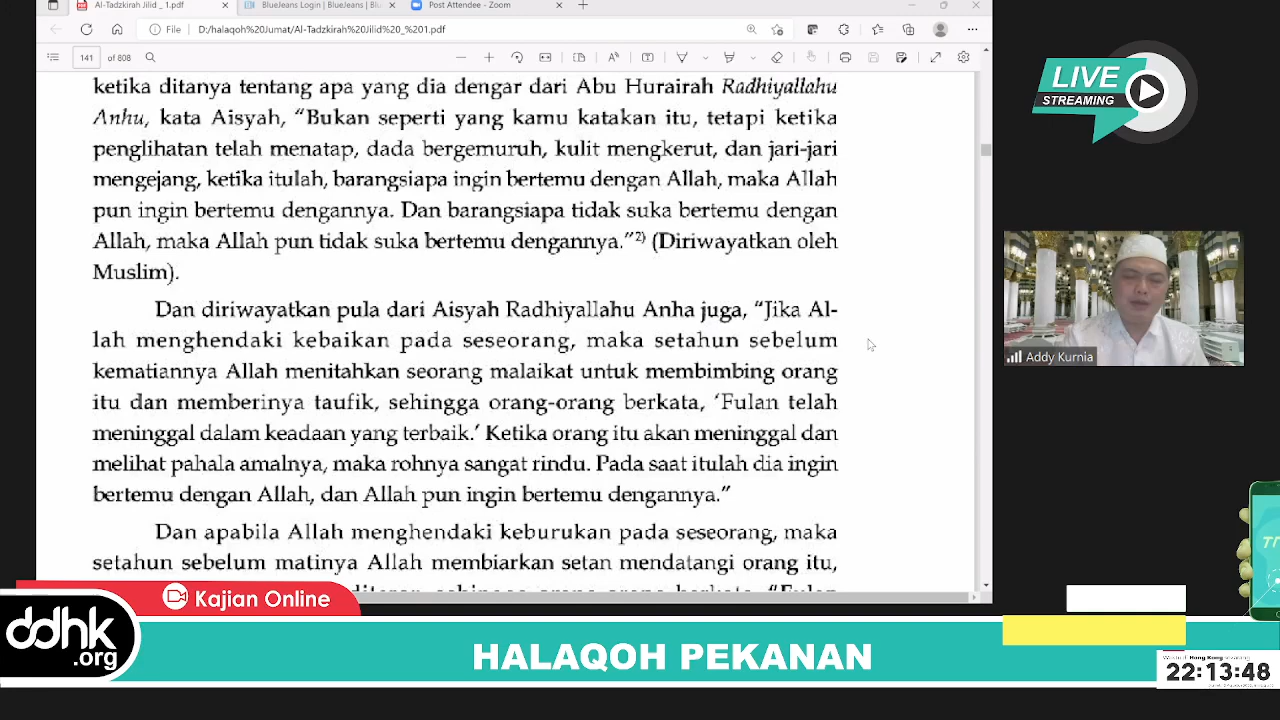 Al-Tadzkirah Jilid _ 1.pdf
BlueJeans Login | BlueJeans | Blu
Post Attendee - Zoom
File | D:/halaqoh%20Jumat/Al-Tadzkirah%20Jilid%20_%201.pdf
141 of 808
ketika ditanya tentang apa yang dia dengar dari Abu Hurairah Radhiyallahu
Anhu, kata Aisyah, “Bukan seperti yang kamu katakan itu, tetapi ketika
penglihatan telah menatap, dada bergemuruh, kulit mengkerut, dan jari-jari
mengejang, ketika itulah, barangsiapa ingin bertemu dengan Allah, maka Allah
pun ingin bertemu dengannya. Dan barangsiapa tidak suka bertemu dengan
Allah, maka Allah pun tidak suka bertemu dengannya.”2) (Diriwayatkan oleh
Muslim).
Dan diriwayatkan pula dari Aisyah Radhiyallahu Anha juga, “Jika Al-
lah menghendaki kebaikan pada seseorang, maka setahun sebelum
kematiannya Allah menitahkan seorang malaikat untuk membimbing orang
itu dan memberinya taufik, sehingga orang-orang berkata, ‘Fulan telah
meninggal dalam keadaan yang terbaik.’ Ketika orang itu akan meninggal dan
melihat pahala amalnya, maka rohnya sangat rindu. Pada saat itulah dia ingin
bertemu dengan Allah, dan Allah pun ingin bertemu dengannya.”
Dan apabila Allah menghendaki keburukan pada seseorang, maka
setahun sebelum matinya Allah membiarkan setan mendatangi orang itu,
LIVE
STREAMING
Addy Kurnia
Kajian Online
ddhk
.org
HALAQOH PEKANAN
22:13:48